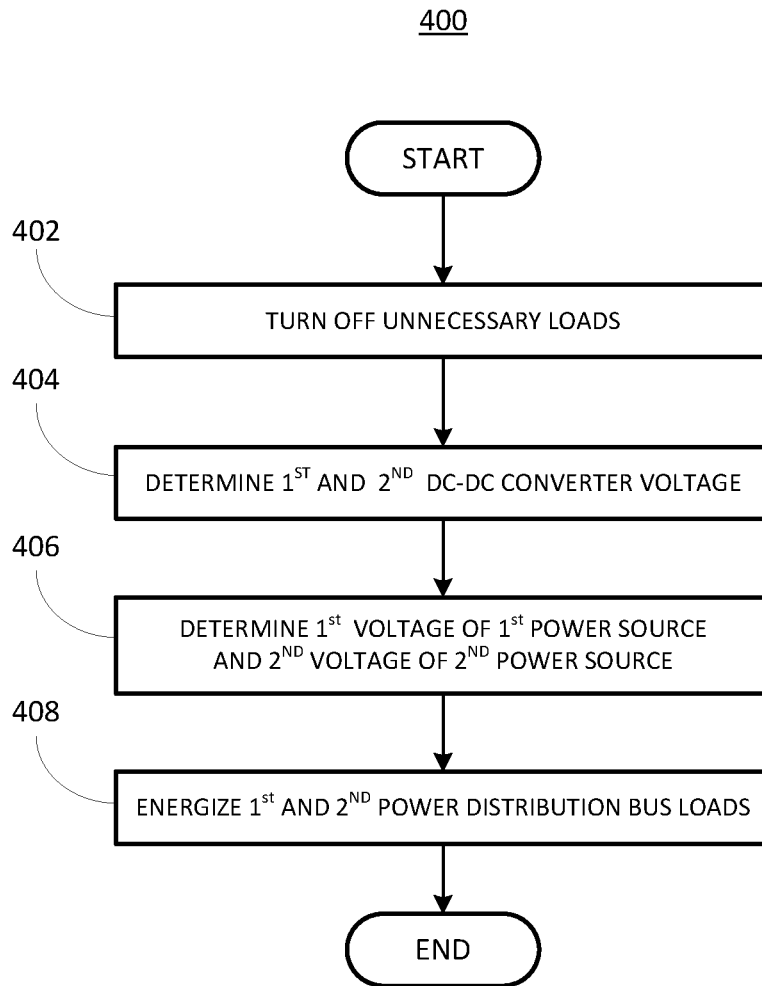 400
START
402
TURN OFF UNNECESSARY LOADS
404
DETERMINE 1ST AND 2ND DC-DC CONVERTER VOLTAGE
406
DETERMINE 1st VOLTAGE OF 1st POWER SOURCE
AND 2ND VOLTAGE OF 2ND POWER SOURCE
408
ENERGIZE 1st AND 2ND POWER DISTRIBUTION BUS LOADS
END